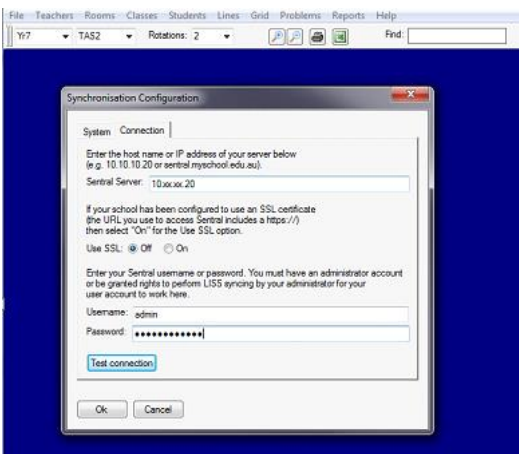 File Teachers Rooms Classes Students Lines Grid Problems Reports Help
Yr7 TAS2 Rotations: 2 Find:
Synchronisation Configuration
System Connection
Enter the host name or IP address of your server below
(e.g. 10.10.10.20 or sentral.myschool.edu.au).
Sentral Server: 10.xx.xx.20
If your school has been configured to use an SSL certificate
(the URL you use to access Sentral includes a https://)
then select "On" for the Use SSL option.
Use SSL: Off On
Enter your Sentral username or password. You must have an administrator account
or be granted rights to perform LISS syncing by your administrator for your
user account to work here.
Username: admin
Password: ●●●●●●●●●●●●
Test connection
Ok Cancel